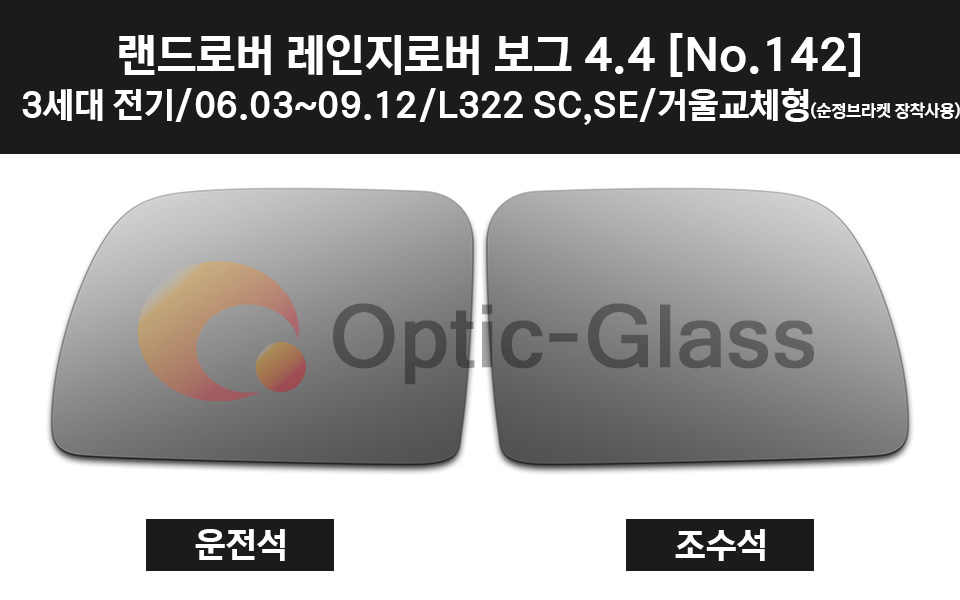 랜드로버 레인지로버 보그 4.4 [No.142]
3세대 전기/06.03~09.12/L322 SC,SE/거울교체형(순정브라켓 장착사용)
Optic-Glass
운전석
조수석